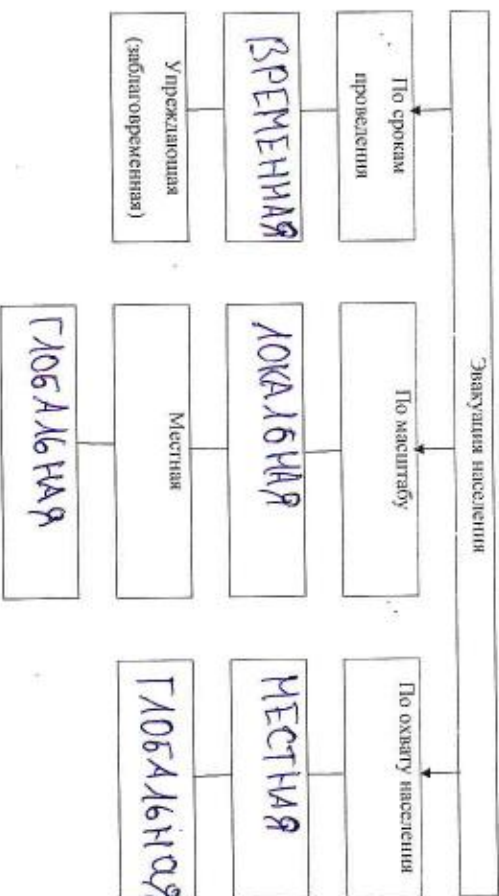 Эвакуация населения
По срокам
проведения
ВРЕМЕННАЯ
Упреждающая
(заблаговременная)
По масштабу
ЛОКАЛЬНАЯ
Местная
ГЛОБАЛЬНАЯ
По охвату населения
МЕСТНАЯ
ГЛОБАЛЬНАЯ